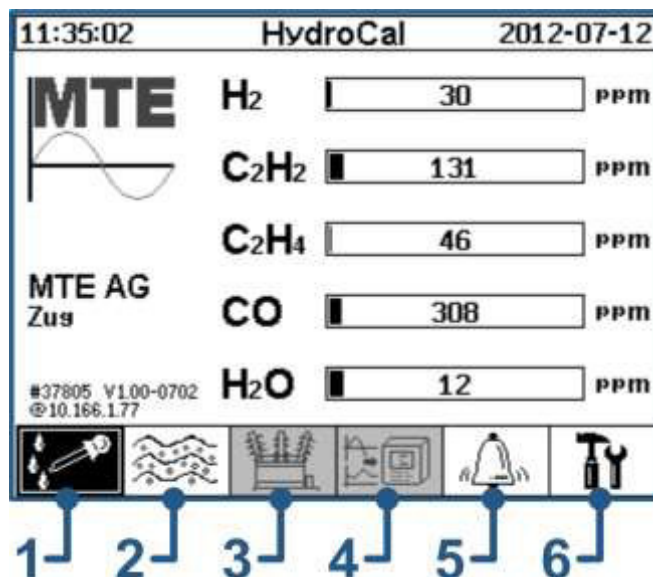 11:35:02 HydroCal 2012-07-12
MTE
H2 30 ppm
C2H2 131 ppm
C2H4 46 ppm
MTE AG
Zug
CO 308 ppm
#37805 V1.00-0702
@10.166.1.77
H2O 12 ppm
1 2 3 4 5 6